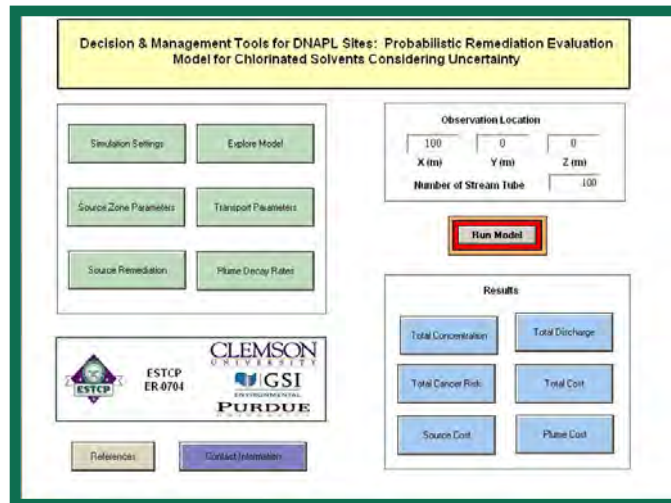 Decision & Management Tools for DNAPL Sites: Probabilistic Remediation Evaluation
Model for Chlorinated Solvents Considering Uncertainty
Simulation Settings
Explore Model
Source Zone Parameters
Transport Parameters
Source Remediation
Plume Decay Rates
Observation Location
100 0 0
X (m) Y (m) Z (m)
Number of Stream Tube 100
Run Model
Results
Total Concentration
Total Discharge
Total Cancer Risk
Total Cost
Source Cost
Plume Cost
ESTCP
ESTCP
ER-0704
CLEMSON
UNIVERSITY
GSI
ENVIRONMENTAL
PURDUE
References
Contact Information